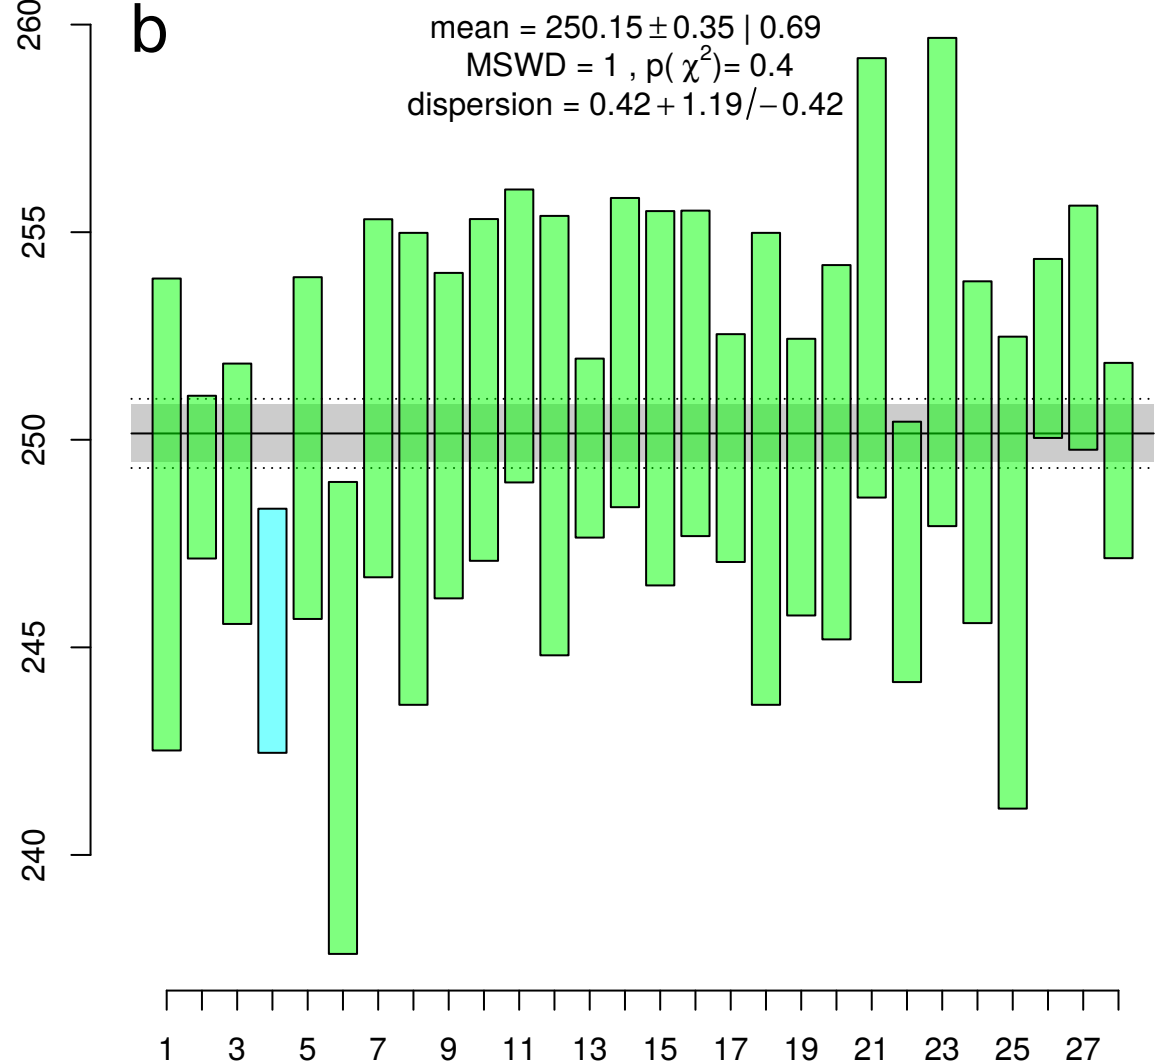 b
mean = 250.15±0.35 | 0.69
MSWD = 1 , p( χ²)= 0.4
dispersion = 0.42+1.19/−0.42
260
255
250
245
240
1 3 5 7 9 11 13 15 17 19 21 23 25 27